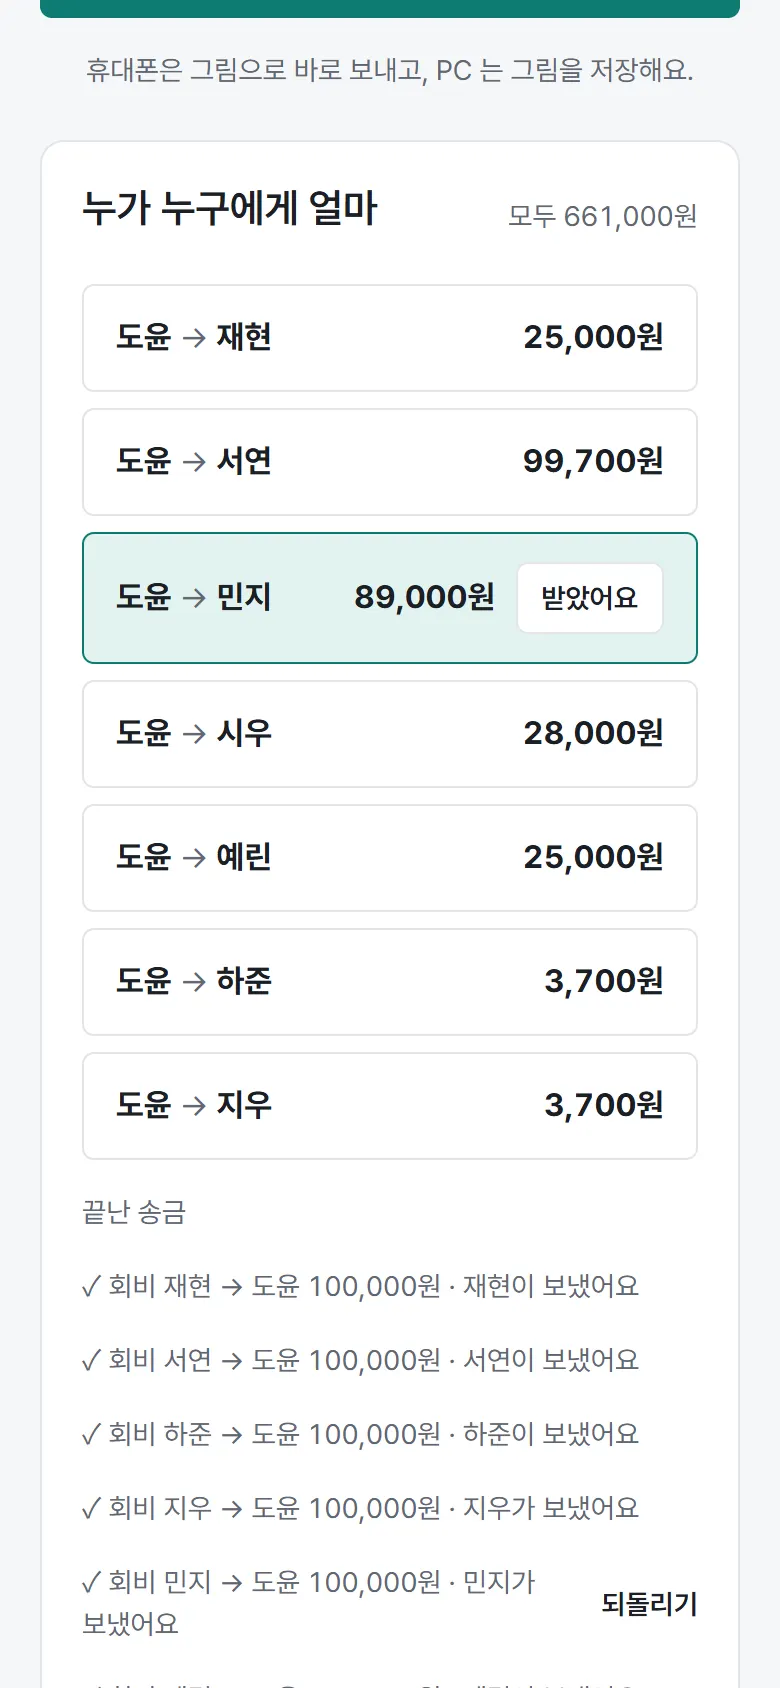 휴대폰은 그림으로 바로 보내고, PC 는 그림을 저장해요.
누가 누구에게 얼마
모두 661,000원
도윤 → 재현 25,000원
도윤 → 서연 99,700원
도윤 → 민지 89,000원 받았어요
도윤 → 시우 28,000원
도윤 → 예린 25,000원
도윤 → 하준 3,700원
도윤 → 지우 3,700원
끝난 송금
✓ 회비 재현 → 도윤 100,000원 · 재현이 보냈어요
✓ 회비 서연 → 도윤 100,000원 · 서연이 보냈어요
✓ 회비 하준 → 도윤 100,000원 · 하준이 보냈어요
✓ 회비 지우 → 도윤 100,000원 · 지우가 보냈어요
✓ 회비 민지 → 도윤 100,000원 · 민지가
보냈어요
되돌리기